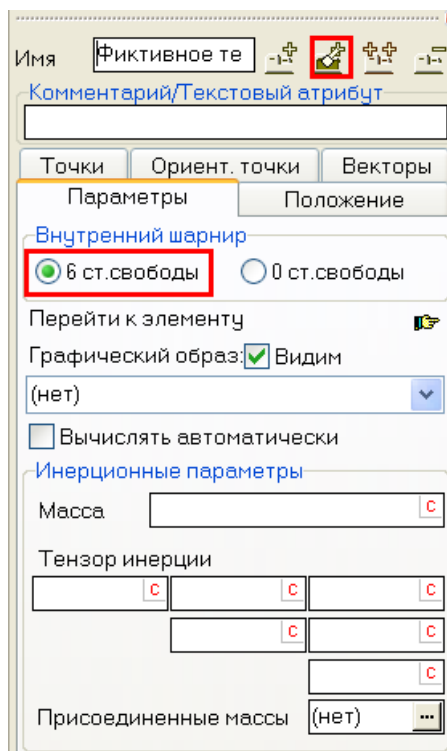 Имя Фиктивное те
Комментарий/Текстовый атрибут
Точки Ориент. точки Векторы
Параметры Положение
Внутренний шарнир
6 ст.свободы 0 ст.свободы
Перейти к элементу
Графический образ: Видим
(нет)
Вычислять автоматически
Инерционные параметры
Масса C
Тензор инерции
C C C
C C
C
Присоединенные массы (нет) ...